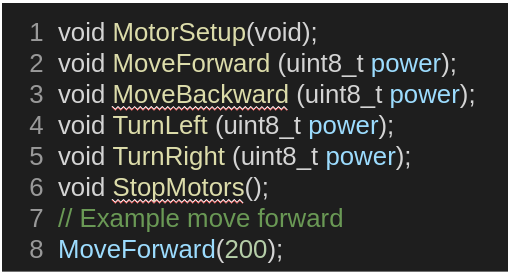 1 void MotorSetup(void);
2 void MoveForward (uint8_t power);
3 void MoveBackward (uint8_t power);
4 void TurnLeft (uint8_t power);
5 void TurnRight (uint8_t power);
6 void StopMotors();
7 // Example move forward
8 MoveForward(200);